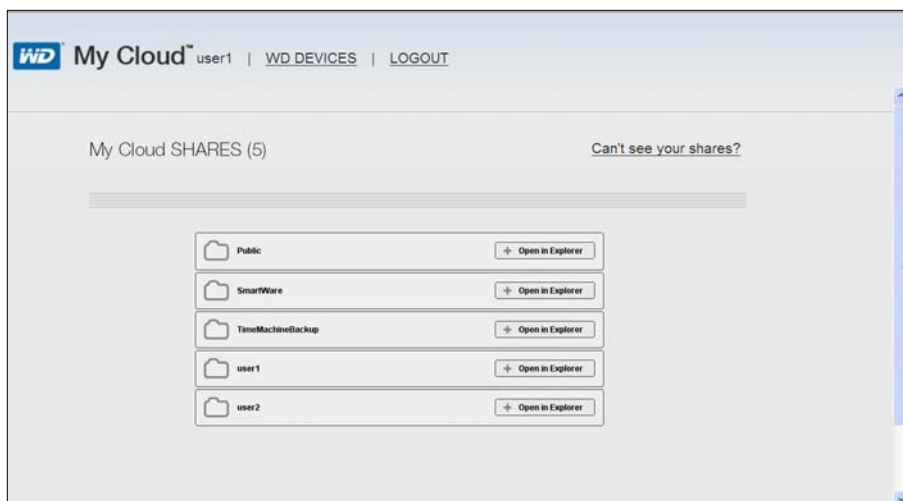 WD My Cloud™ user1 | WD DEVICES | LOGOUT
My Cloud SHARES (5) Can't see your shares?
Public + Open in Explorer
SmartWare + Open in Explorer
TimeMachineBackup + Open in Explorer
user1 + Open in Explorer
user2 + Open in Explorer